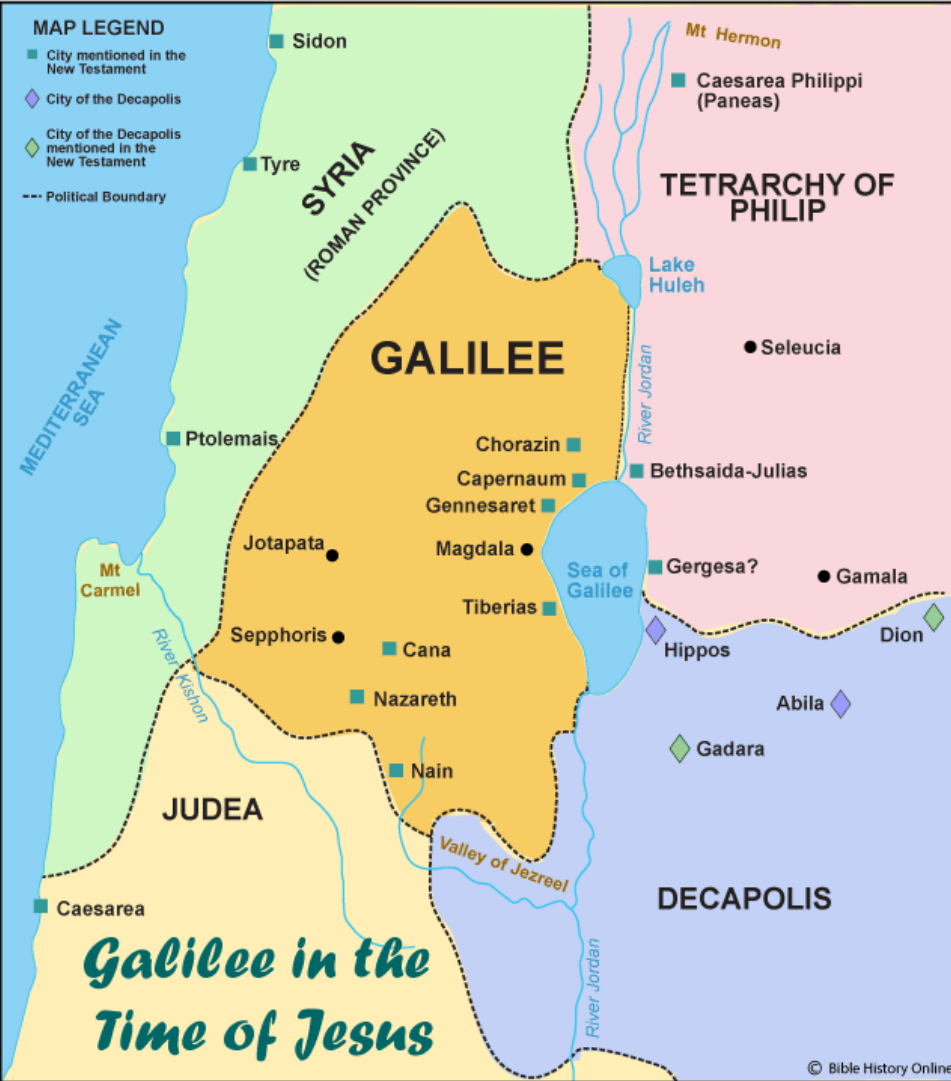 MAP LEGEND
City mentioned in the
New Testament
City of the Decapolis
City of the Decapolis
mentioned in the
New Testament
Political Boundary
Sidon
Mt Hermon
Caesarea Philippi
(Paneas)
Tyre
SYRIA
(ROMAN PROVINCE)
TETRARCHY OF
PHILIP
Lake
Huleh
MEDITERRANEAN
SEA
GALILEE
River Jordan
Seleucia
Ptolemais
Chorazin
Capernaum
Bethsaida-Julias
Gennesaret
Jotapata
Magdala
Mt
Carmel
Sea of
Galilee
Gergesa?
Gamala
Tiberias
Sepphoris
Cana
Hippos
Dion
River Kishon
Nazareth
Abila
Gadara
Nain
JUDEA
Valley of Jezreel
DECAPOLIS
Caesarea
Galilee in the
Time of Jesus
River Jordan
© Bible History Online